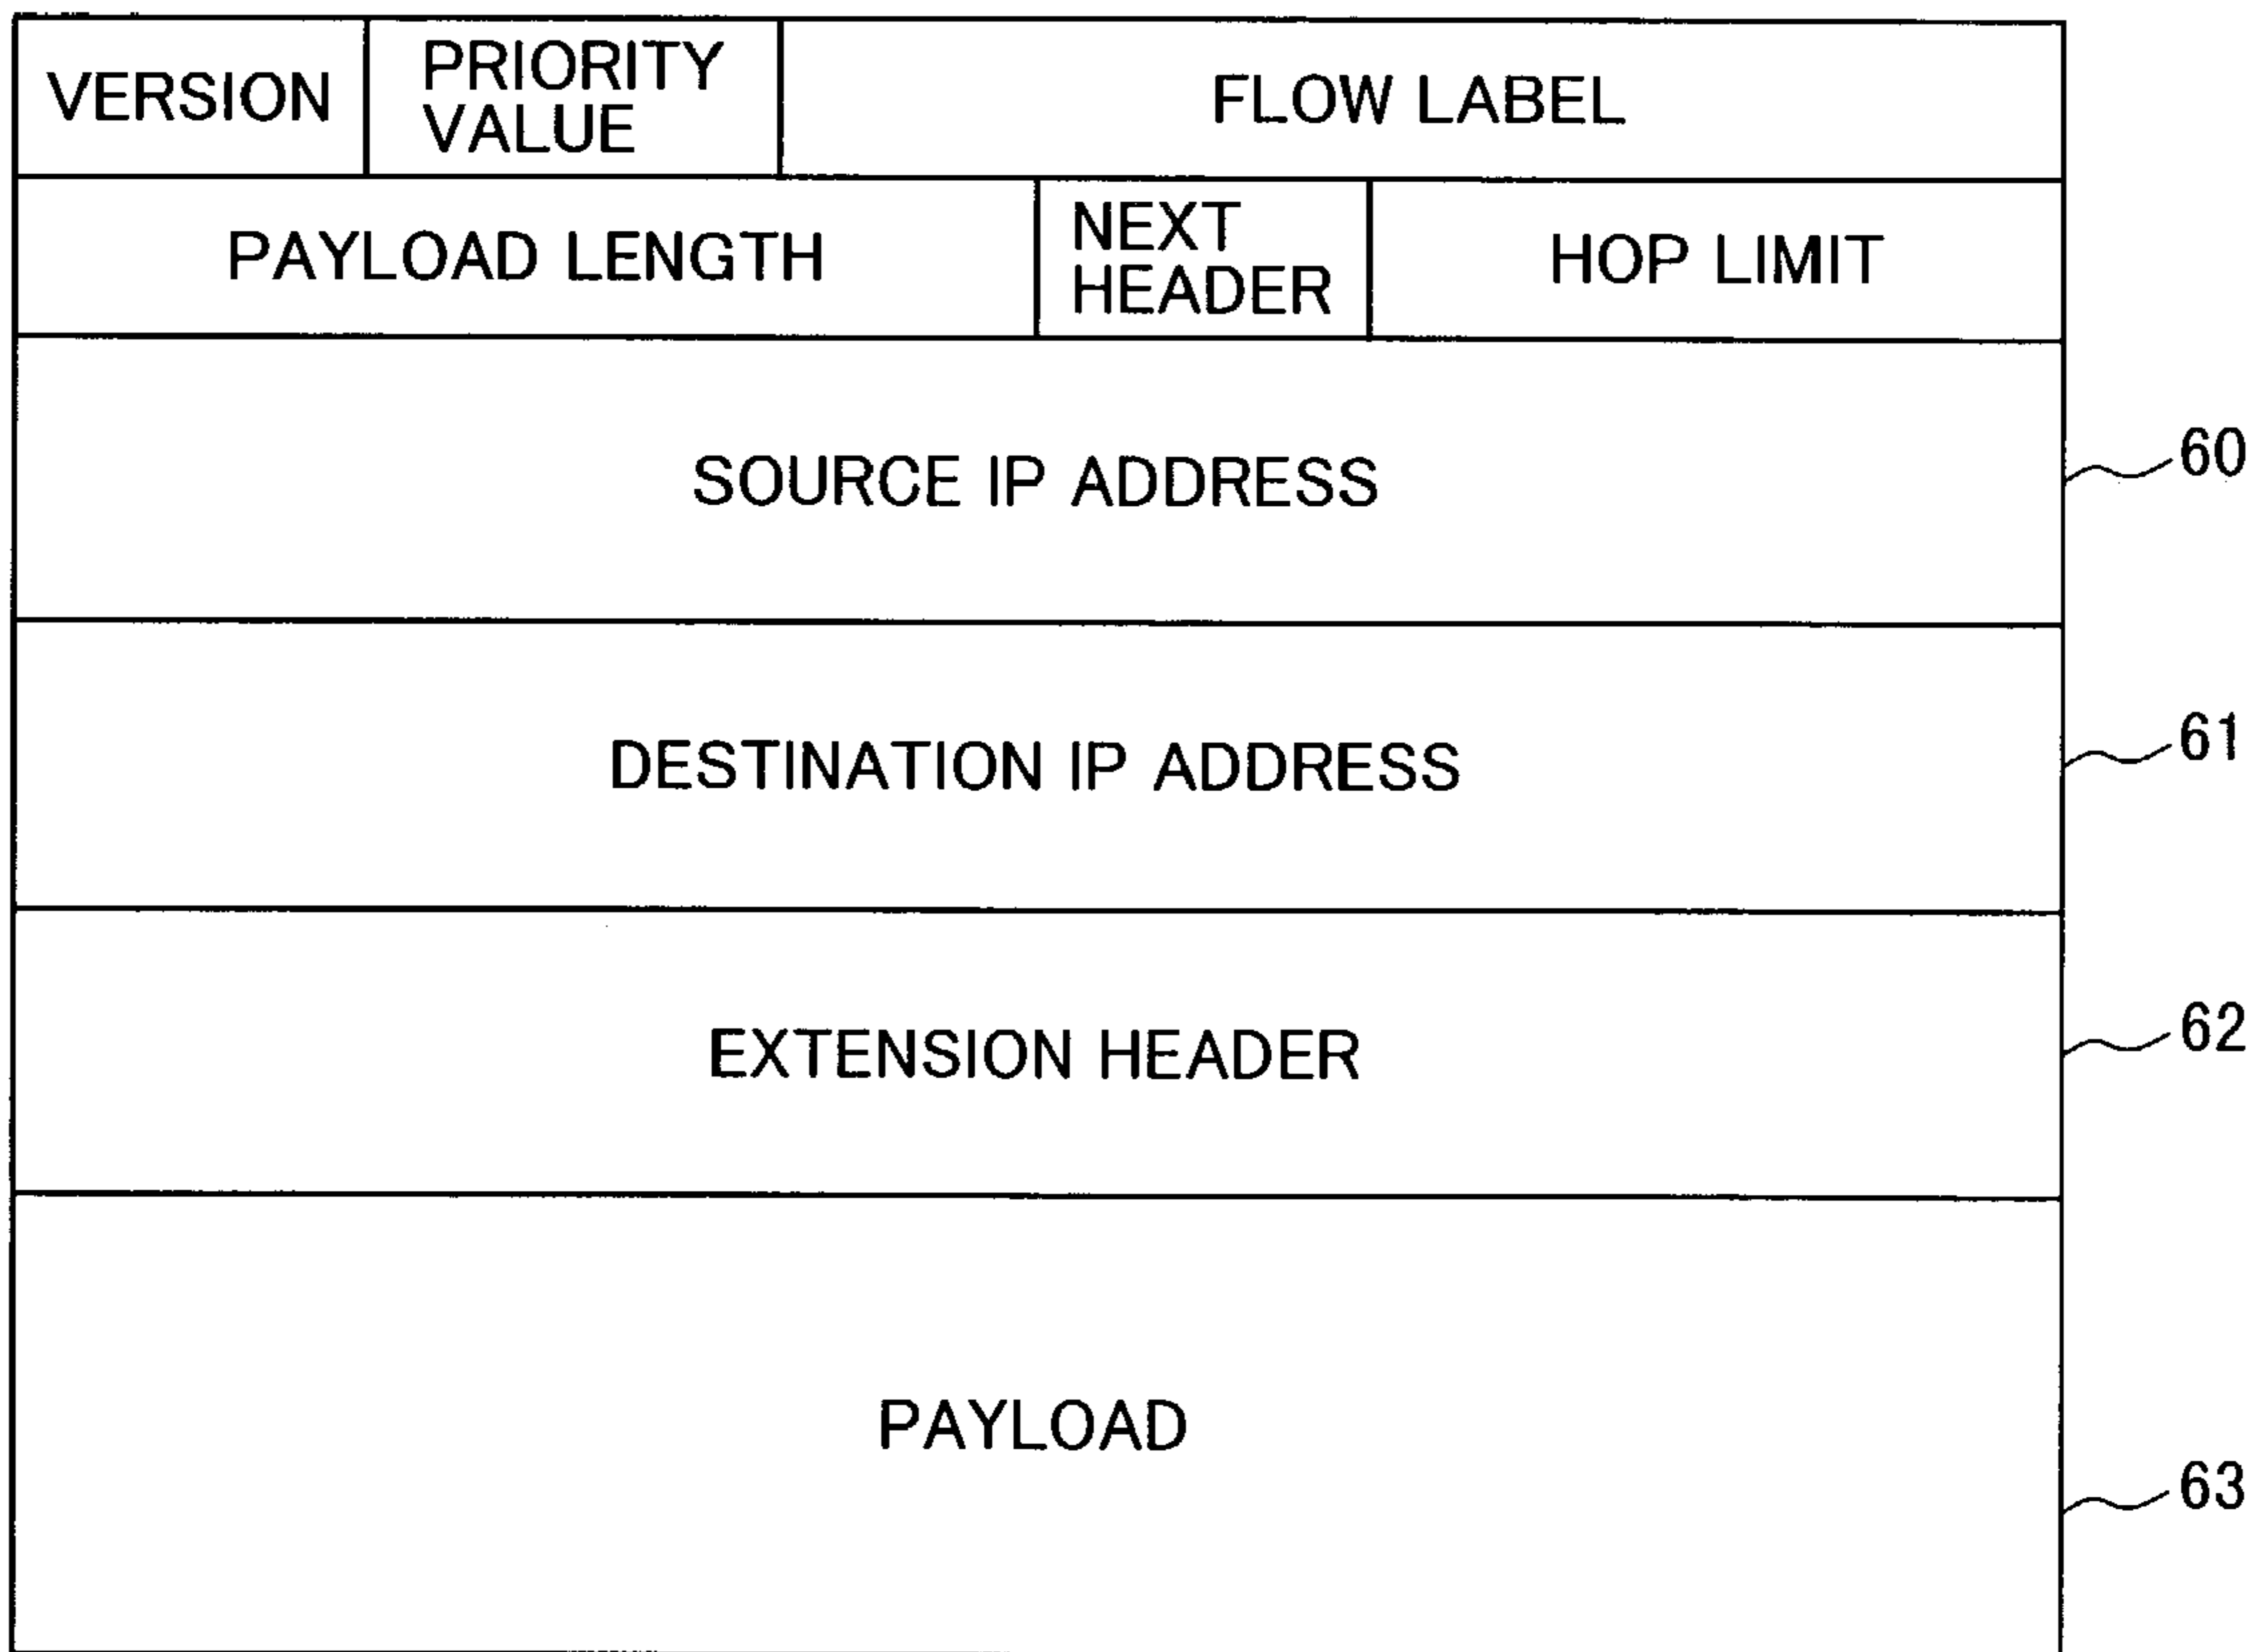 VERSION
PRIORITY
VALUE
FLOW LABEL
PAYLOAD LENGTH
NEXT
HEADER
HOP LIMIT
SOURCE IP ADDRESS
60
DESTINATION IP ADDRESS
61
EXTENSION HEADER
62
PAYLOAD
63